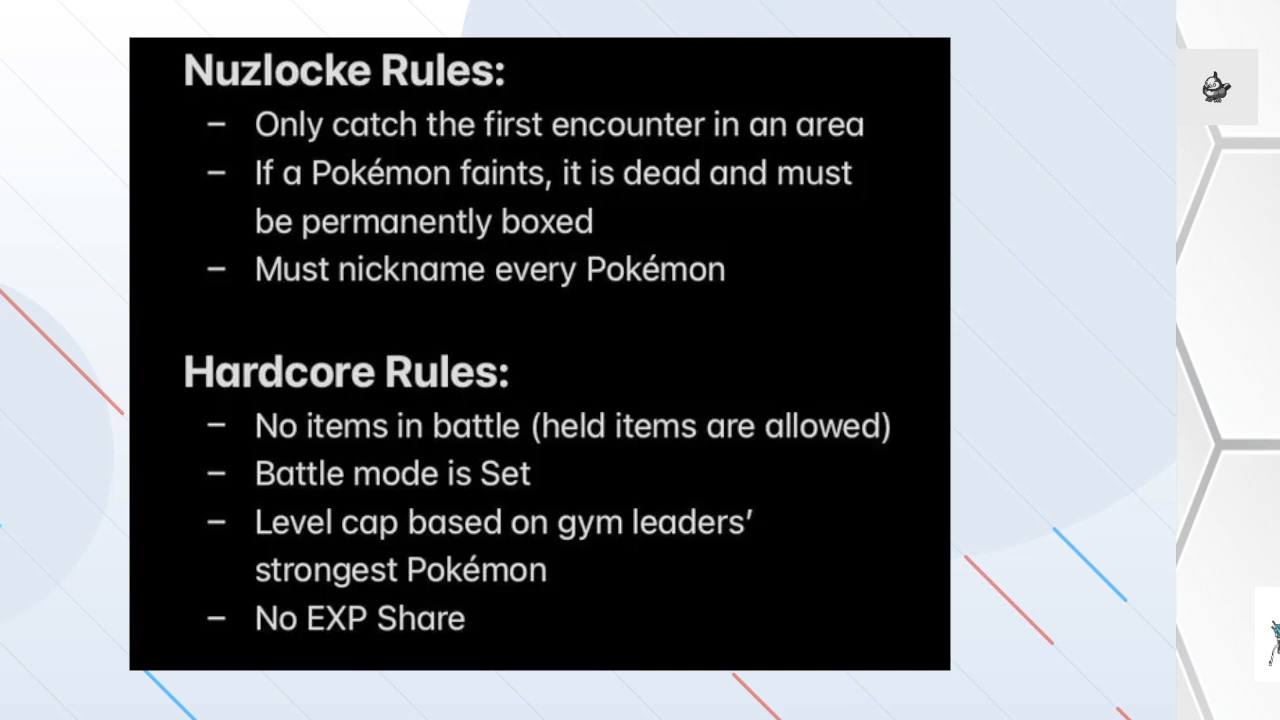 Nuzlocke Rules:
– Only catch the first encounter in an area
– If a Pokémon faints, it is dead and must
be permanently boxed
– Must nickname every Pokémon
Hardcore Rules:
– No items in battle (held items are allowed)
– Battle mode is Set
– Level cap based on gym leaders’
strongest Pokémon
– No EXP Share